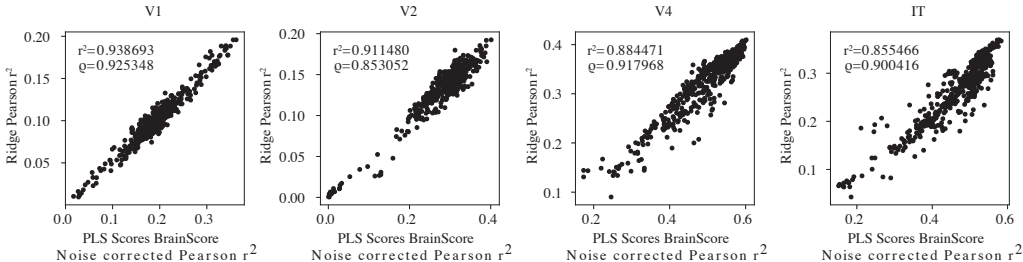 V1
V2
V4
IT
r²=0.938693
ϱ=0.925348
r²=0.911480
ϱ=0.853052
r²=0.884471
ϱ=0.917968
r²=0.855466
ϱ=0.900416
Ridge Pearson r²
0.20
0.15
0.10
0.05
0.0 0.1 0.2 0.3
PLS Scores BrainScore
Noise corrected Pearson r²
Ridge Pearson r²
0.20
0.15
0.10
0.05
0.00
0.0 0.2 0.4
PLS Scores BrainScore
Noise corrected Pearson r²
Ridge Pearson r²
0.4
0.3
0.2
0.1
0.2 0.4 0.6
PLS Scores BrainScore
Noise corrected Pearson r²
Ridge Pearson r²
0.3
0.2
0.1
0.2 0.4 0.6
PLS Scores BrainScore
Noise corrected Pearson r²